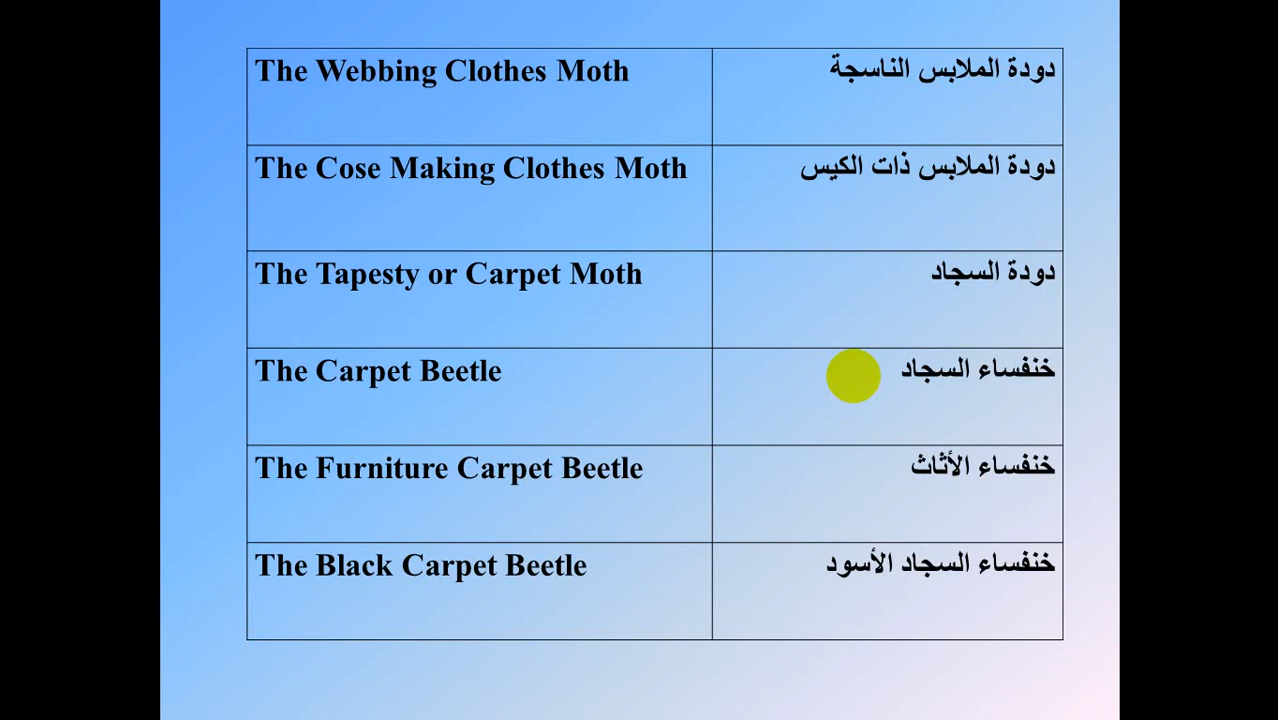 The Webbing Clothes Moth
دودة الملابس الناسجة
The Cose Making Clothes Moth
دودة الملابس ذات الكيس
The Tapesty or Carpet Moth
دودة السجاد
The Carpet Beetle
خنفساء السجاد
The Furniture Carpet Beetle
خنفساء الأثاث
The Black Carpet Beetle
خنفساء السجاد الأسود